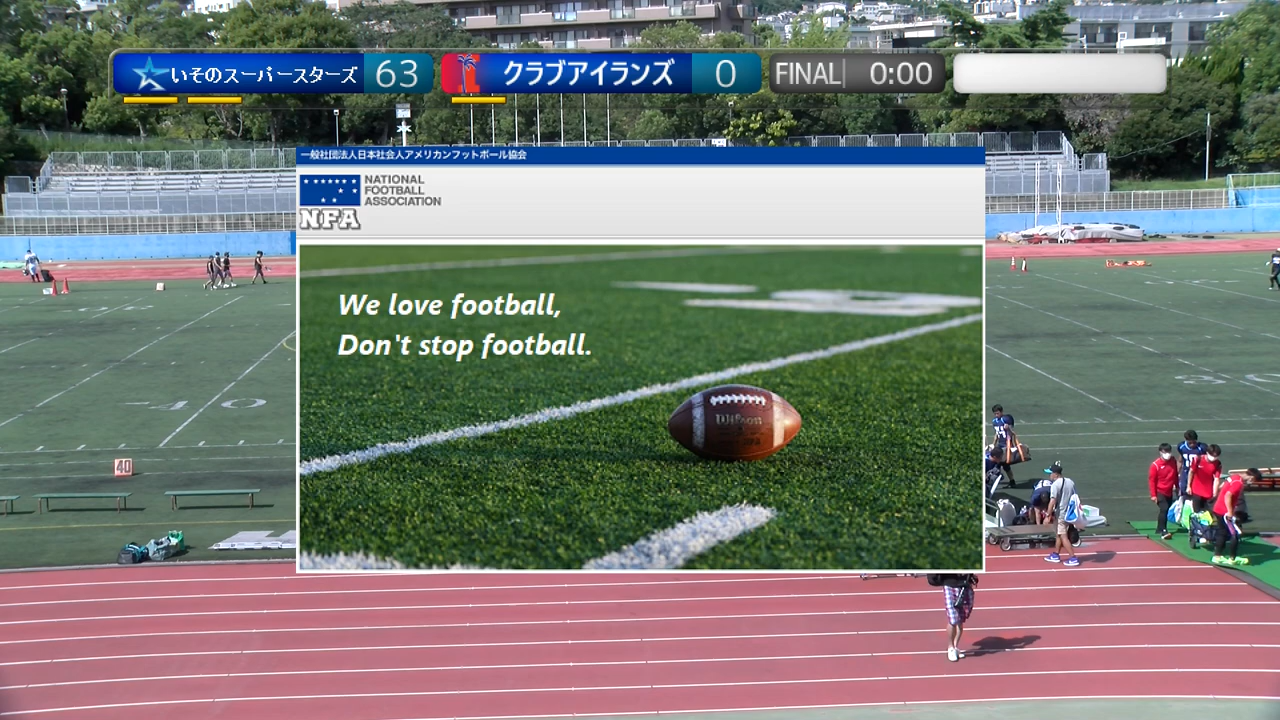 いそのスーパースターズ 63 クラブアイランズ 0 FINAL 0:00
一般社団法人日本社会人アメリカンフットボール協会
NATIONAL
FOOTBALL
ASSOCIATION
NFA
We love football,
Don't stop football.
Wilson
40
40